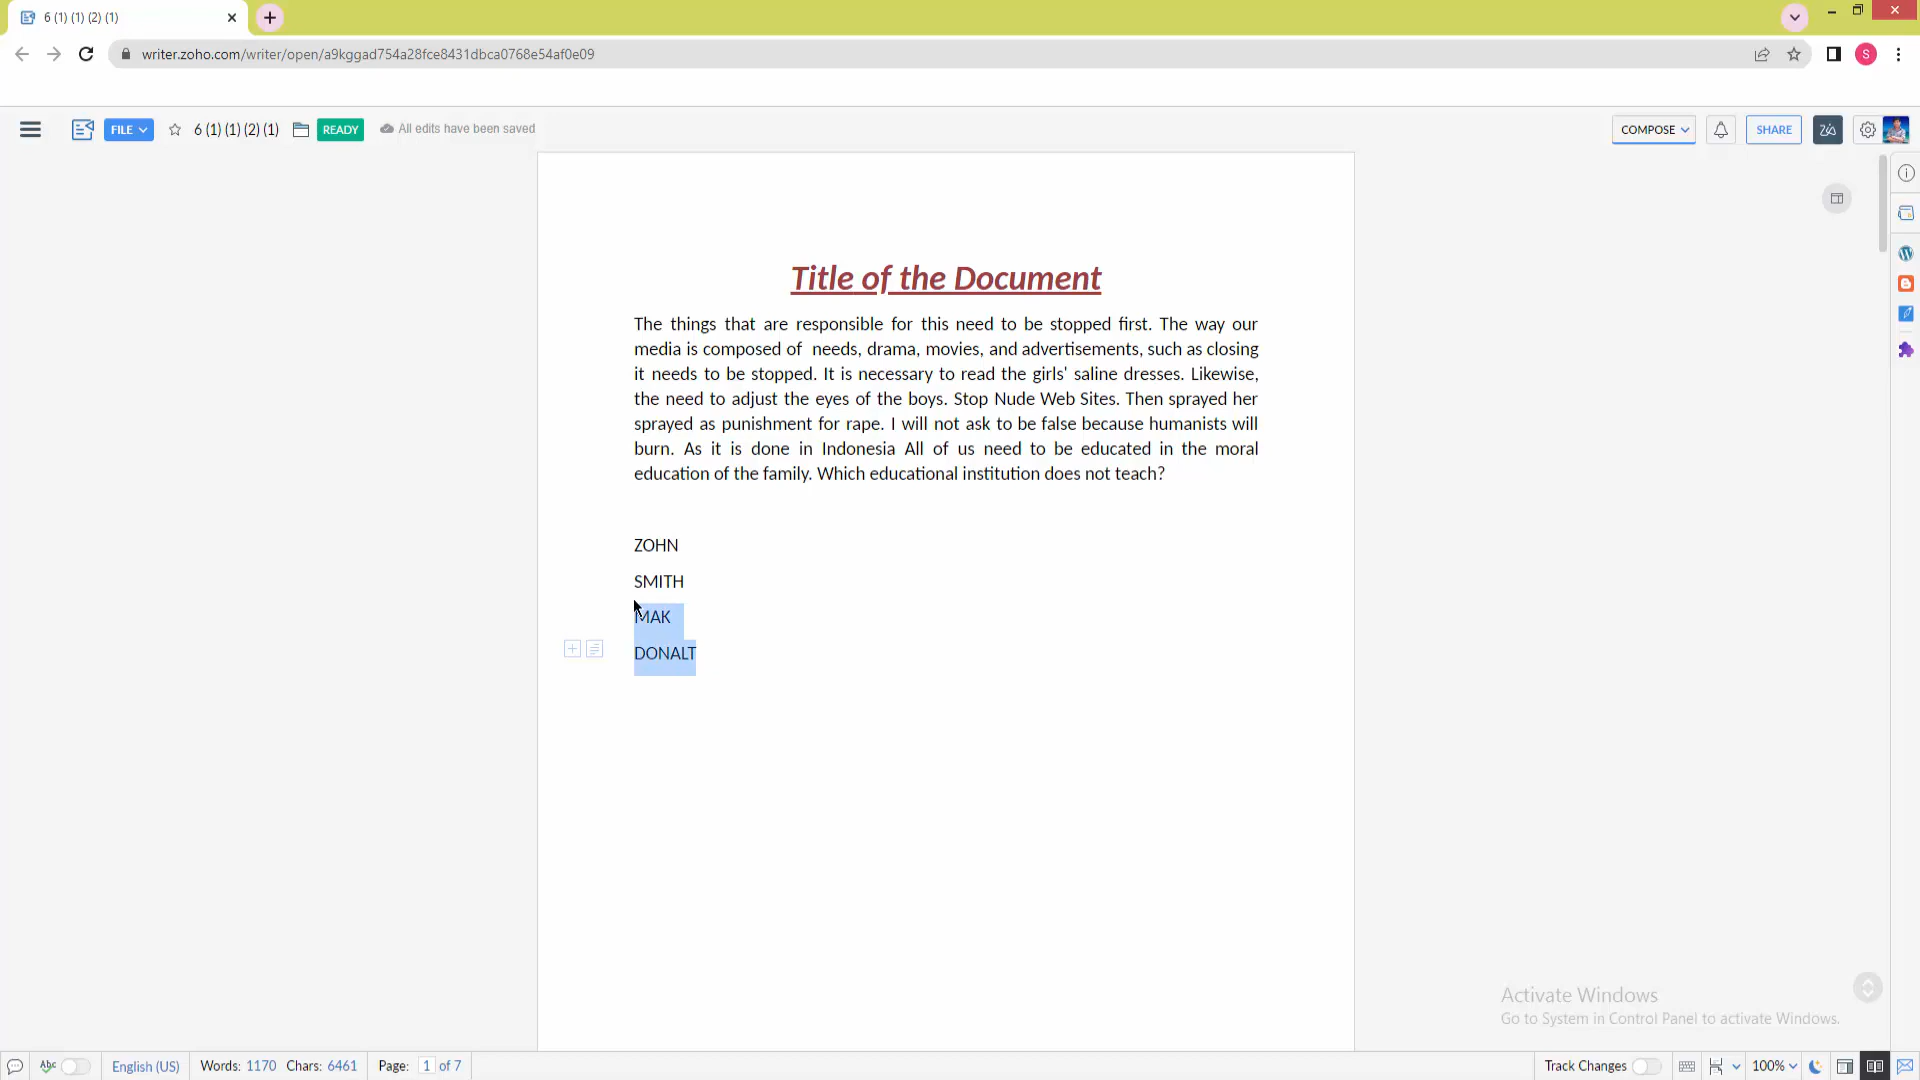 6 (1) (1) (2) (1)
writer.zoho.com/writer/open/a9kggad754a28fce8431dbca0768e54af0e09
S
FILE
6 (1) (1) (2) (1)
READY
All edits have been saved
COMPOSE
SHARE
Title of the Document
The things that are responsible for this need to be stopped first. The way our
media is composed of needs, drama, movies, and advertisements, such as closing
it needs to be stopped. It is necessary to read the girls' saline dresses. Likewise,
the need to adjust the eyes of the boys. Stop Nude Web Sites. Then sprayed her
sprayed as punishment for rape. I will not ask to be false because humanists will
burn. As it is done in Indonesia All of us need to be educated in the moral
education of the family. Which educational institution does not teach?
ZOHN
SMITH
MAK
DONALT
Activate Windows
Go to System in Control Panel to activate Windows.
Abc
English (US)
Words: 1170 Chars: 6461
Page: 1 of 7
Track Changes
100%